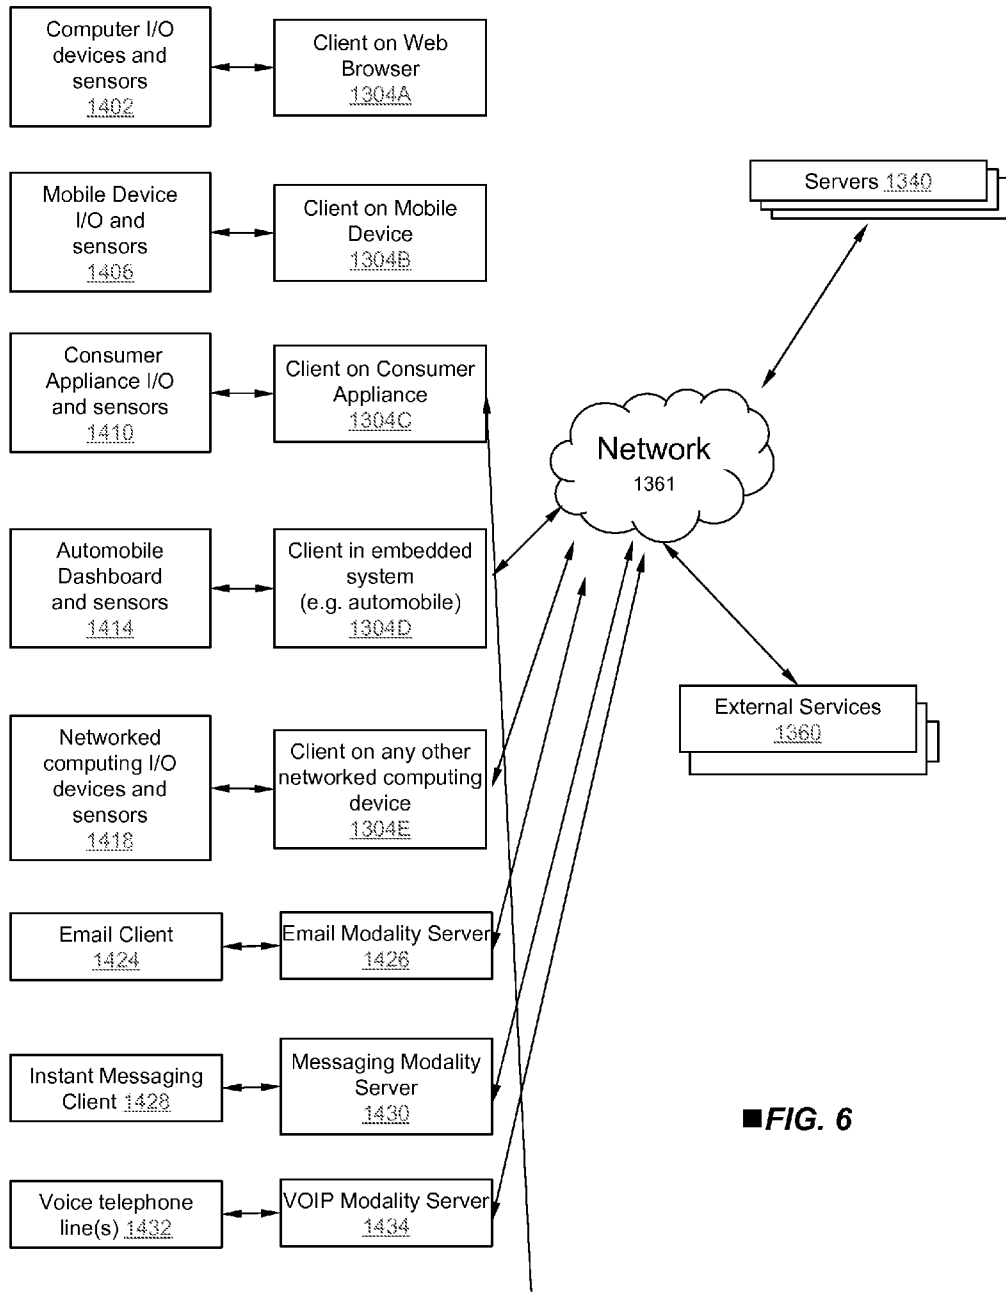 Computer I/O
devices and
sensors
1402
Client on Web
Browser
1304A
Mobile Device
I/O and
sensors
1406
Client on Mobile
Device
1304B
Servers 1340
Consumer
Appliance I/O
and sensors
1410
Client on Consumer
Appliance
1304C
Network
1361
Automobile
Dashboard
and sensors
1414
Client in embedded
system
(e.g. automobile)
1304D
Networked
computing I/O
devices and
sensors
1418
Client on any other
networked computing
device
1304E
External Services
1360
Email Client
1424
Email Modality Server
1426
Instant Messaging
Client 1428
Messaging Modality
Server
1430
FIG. 6
Voice telephone
line(s) 1432
VOIP Modality Server
1434